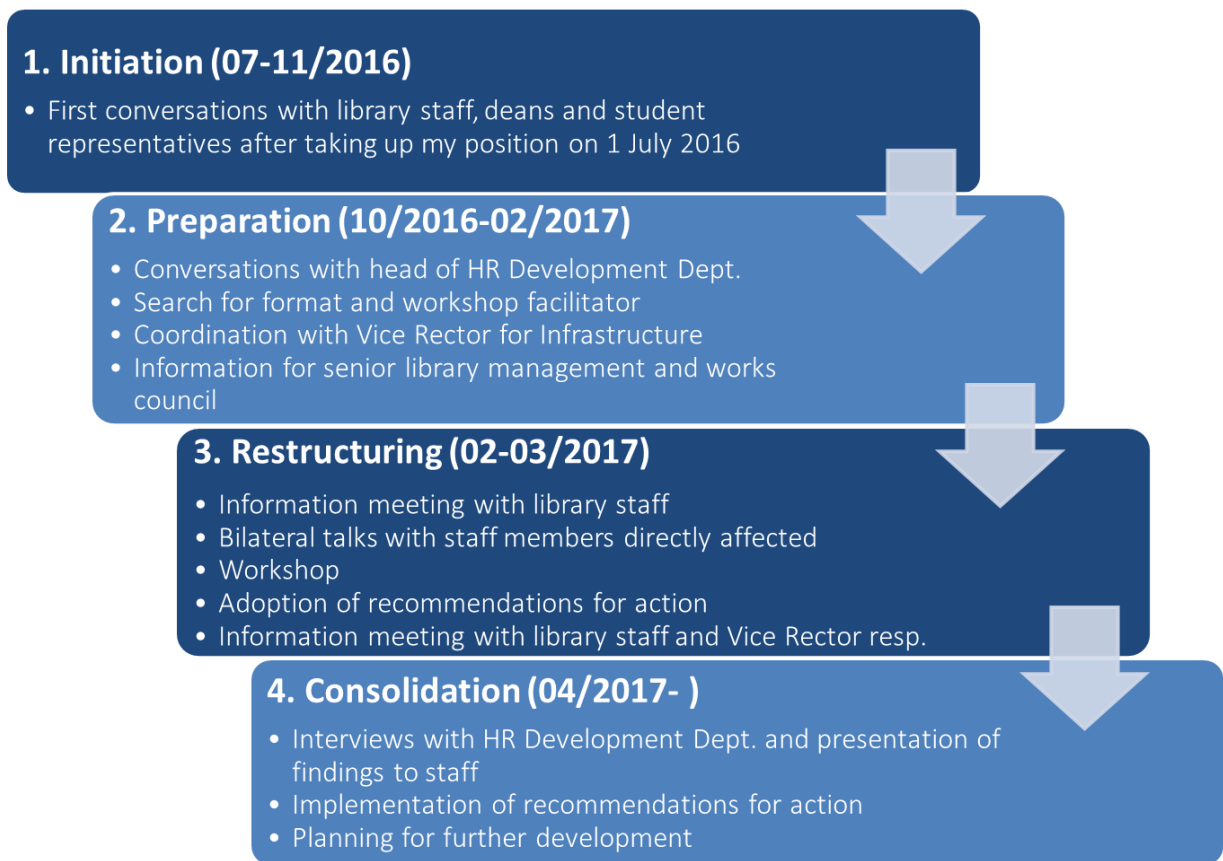 1. Initiation (07-11/2016)
• First conversations with library staff, deans and student
representatives after taking up my position on 1 July 2016
2. Preparation (10/2016-02/2017)
• Conversations with head of HR Development Dept.
• Search for format and workshop facilitator
• Coordination with Vice Rector for Infrastructure
• Information for senior library management and works
council
3. Restructuring (02-03/2017)
• Information meeting with library staff
• Bilateral talks with staff members directly affected
• Workshop
• Adoption of recommendations for action
• Information meeting with library staff and Vice Rector resp.
4. Consolidation (04/2017- )
• Interviews with HR Development Dept. and presentation of
findings to staff
• Implementation of recommendations for action
• Planning for further development